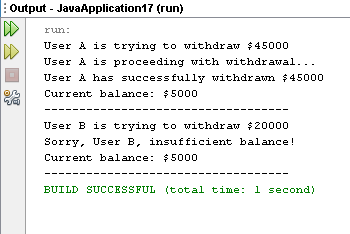 Output - JavaApplication17 (run)
run:
User A is trying to withdraw $45000
User A is proceeding with withdrawal...
User A has successfully withdrawn $45000
Current balance: $5000
-----------------------------------
User B is trying to withdraw $20000
Sorry, User B, insufficient balance!
Current balance: $5000
-----------------------------------
BUILD SUCCESSFUL (total time: 1 second)